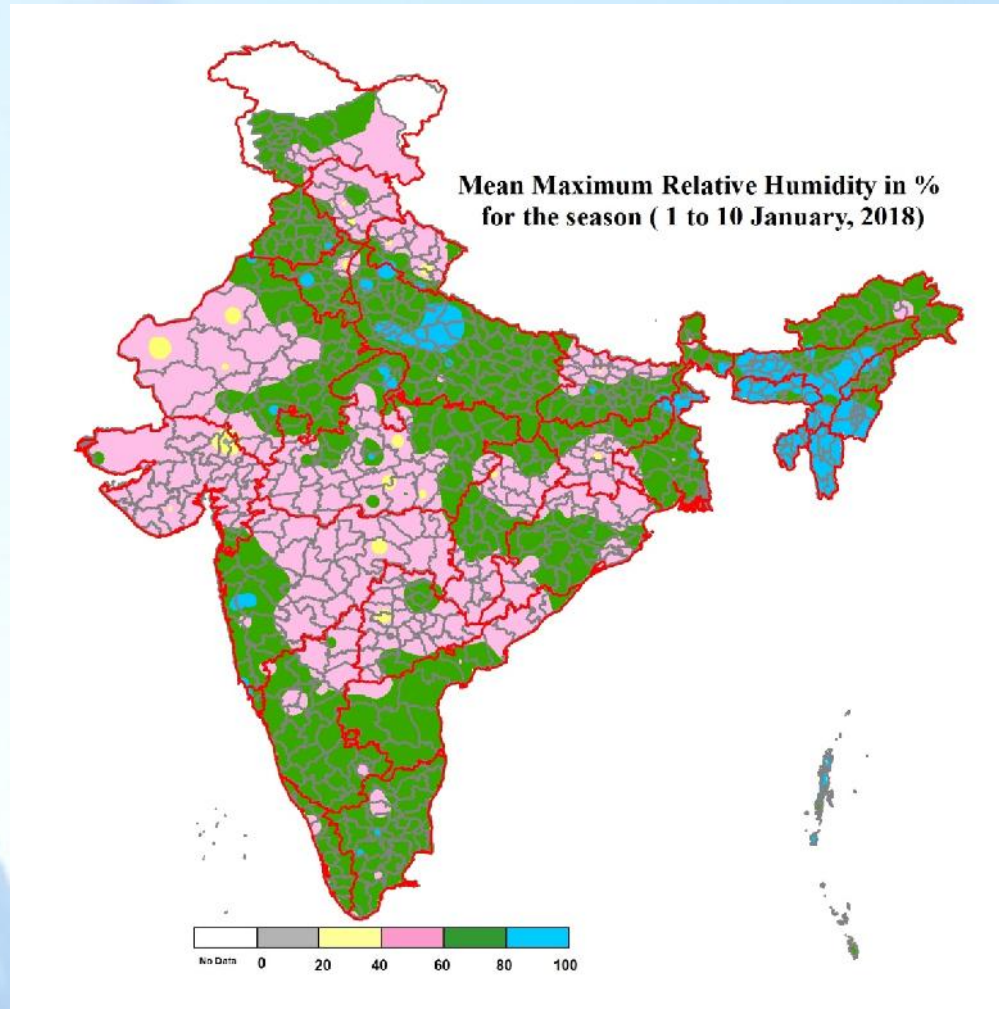 Mean Maximum Relative Humidity in %
for the season ( 1 to 10 January, 2018)
No Data 0 20 40 60 80 100